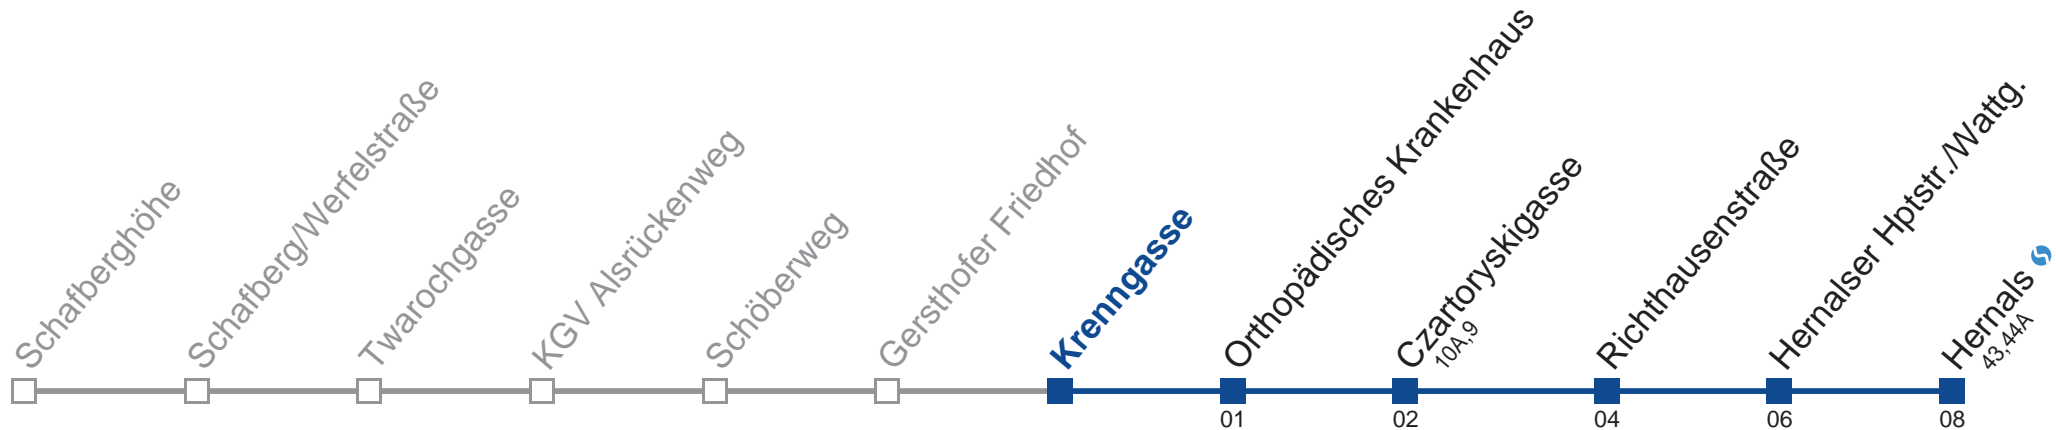 Schafberghöhe
Schafberg/Werfelstraße
Twarochgasse
KGV Alsrückenweg
Schöberweg
Gersthofer Friedhof
Krenngasse
Orthopädisches Krankenhaus
01
Czartoryskigasse
10A,9
02
Richthausenstraße
04
Hernalser Hptstr./Wattg.
06
Hernals
43,44A
08